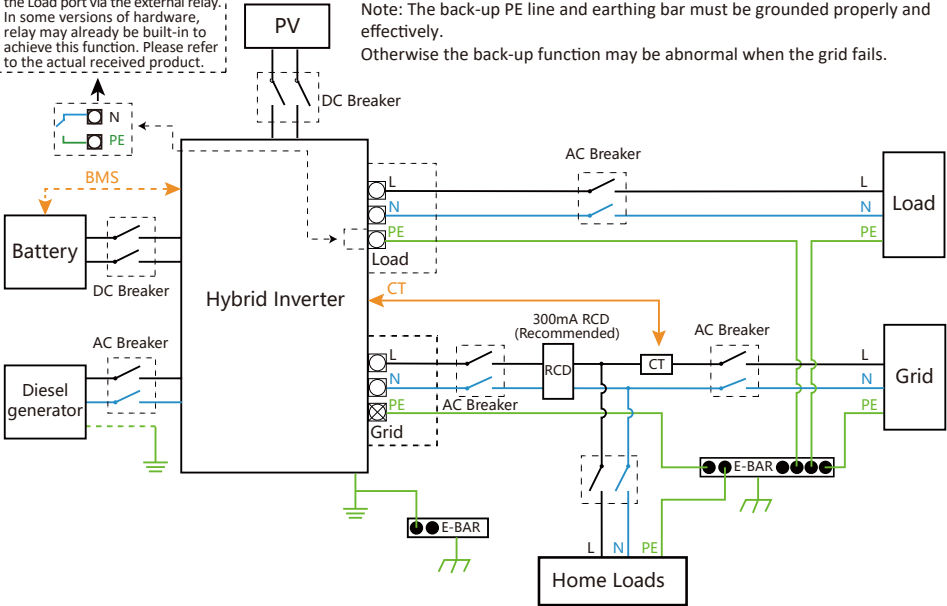 the Load port via the external relay.
In some versions of hardware,
relay may already be built-in to
achieve this function. Please refer
to the actual received product.
PV
Note: The back-up PE line and earthing bar must be grounded properly and
effectively.
Otherwise the back-up function may be abnormal when the grid fails.
DC Breaker
N
PE
AC Breaker
BMS
L
N
PE
Load
L
N
PE
Load
Battery
DC Breaker
Hybrid Inverter
CT
300mA RCD
(Recommended)
AC Breaker
AC Breaker
Diesel
generator
L
N
PE
Grid
AC Breaker
RCD
CT
L
N
PE
Grid
E-BAR
E-BAR
L
N
PE
Home Loads